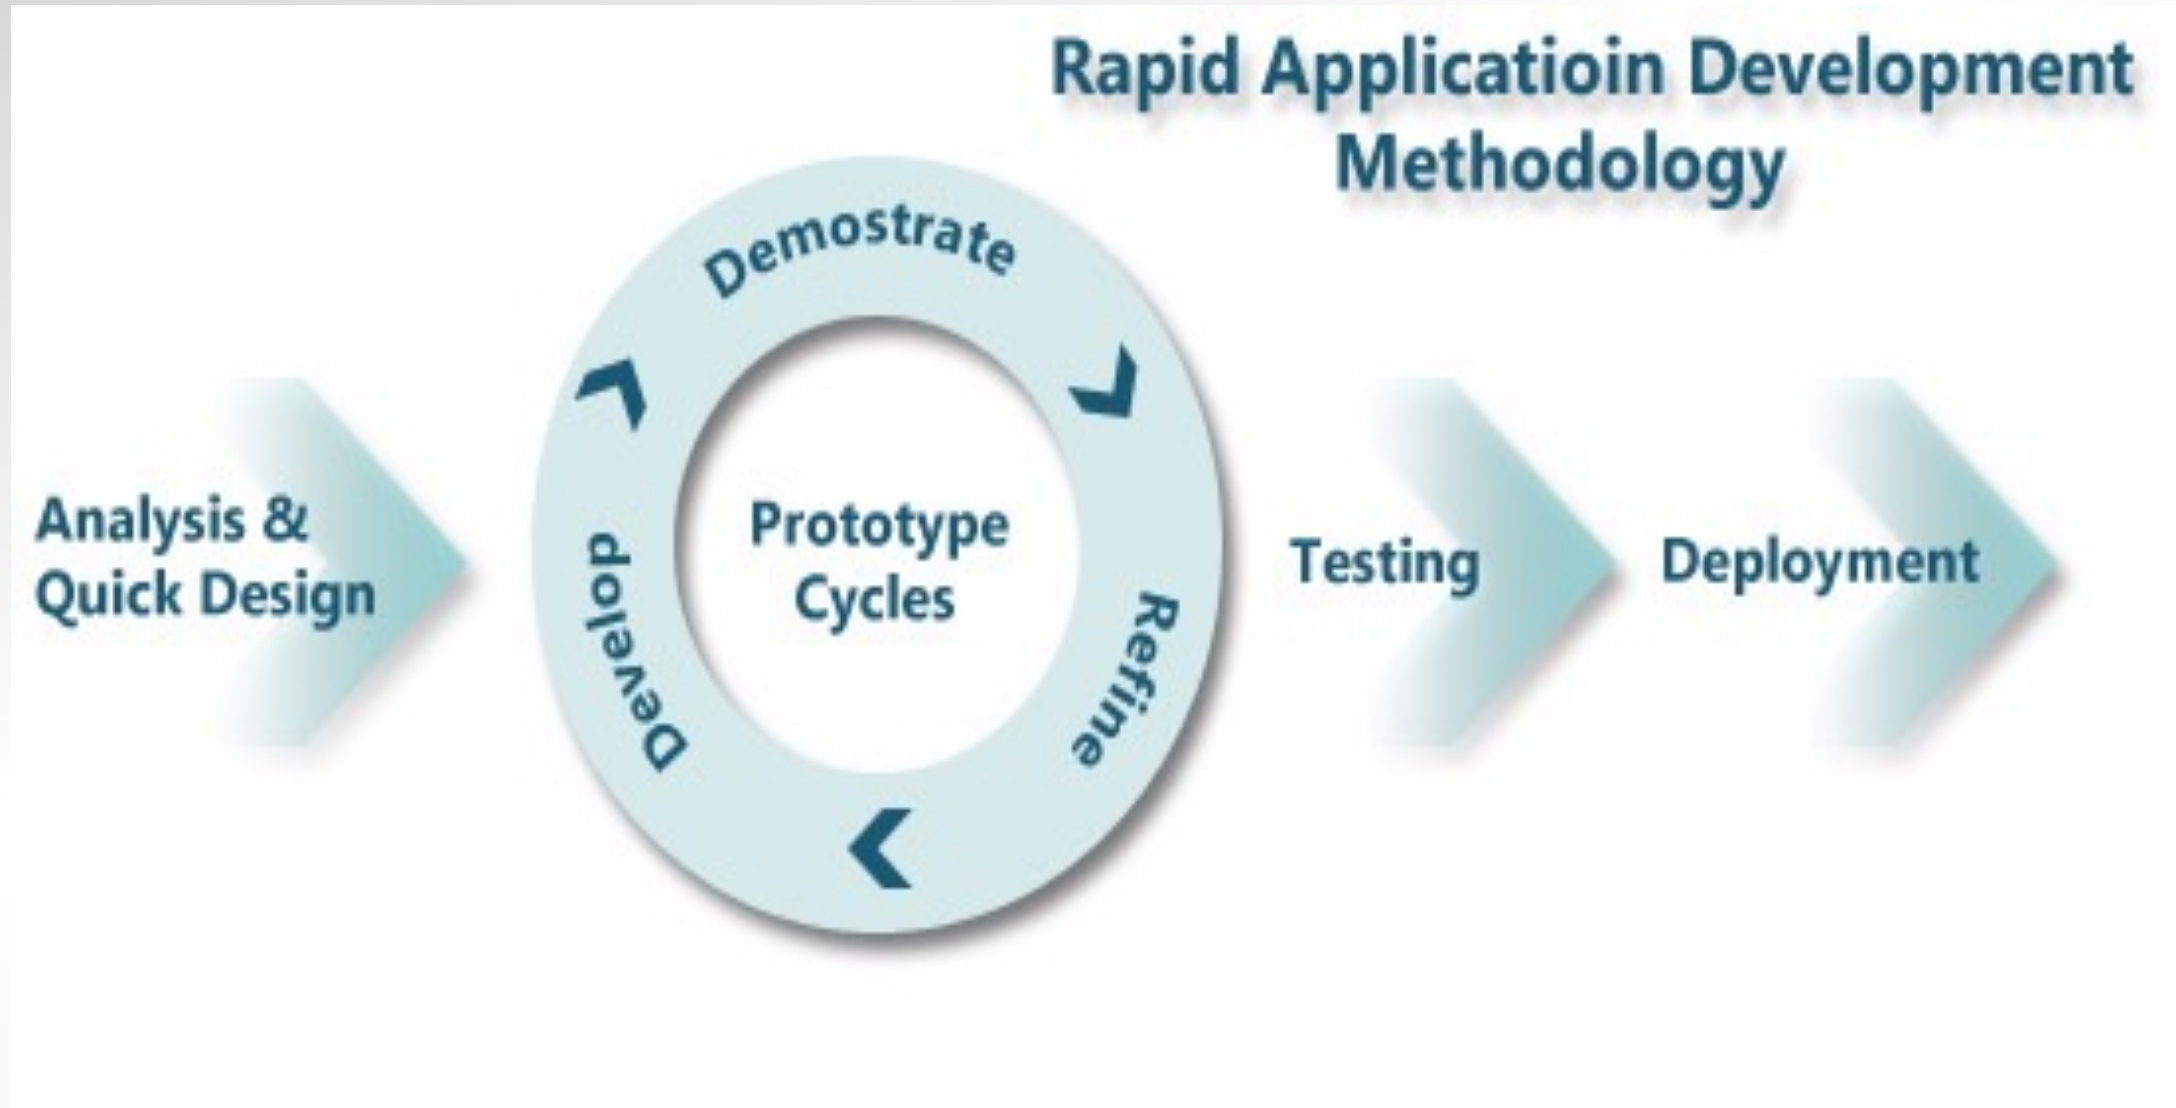 Rapid Applicatioin Development
Methodology
Analysis &
Quick Design
Demostrate
Develop
Refine
Prototype
Cycles
Testing
Deployment